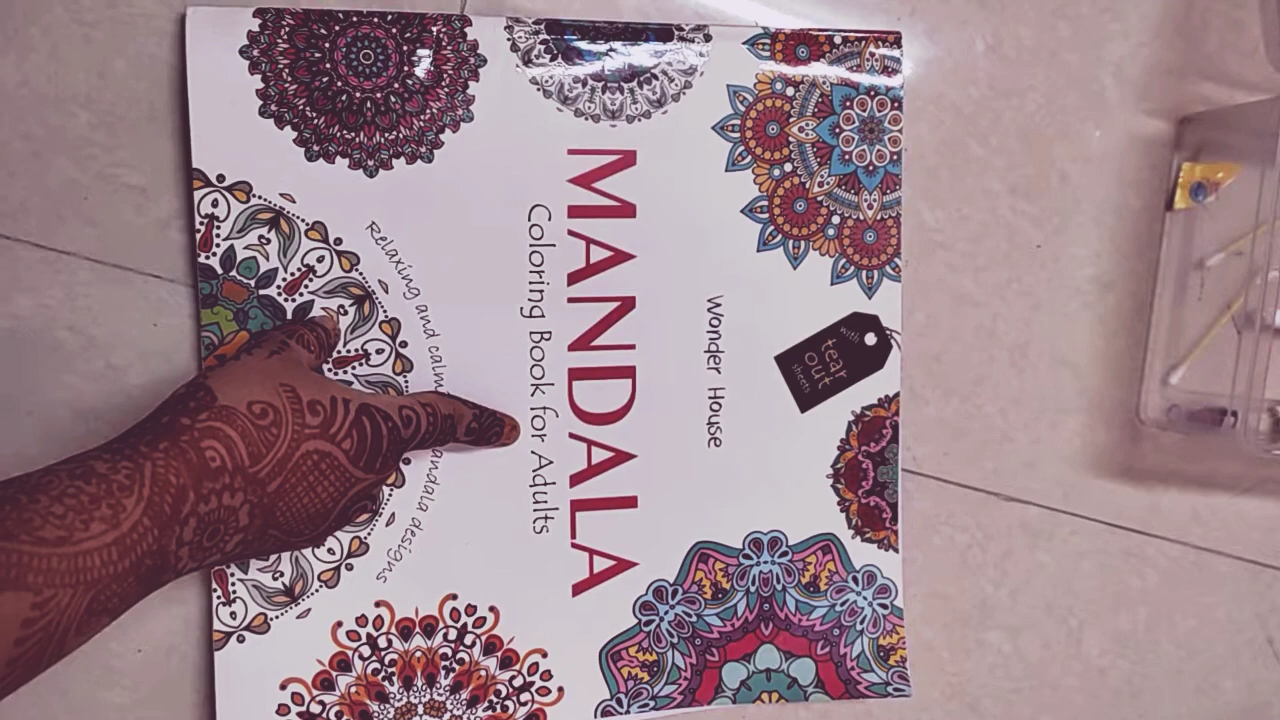 with
tear
out
sheets
Wonder House
MANDALA
Coloring Book for Adults
Relaxing and calm
andala designs